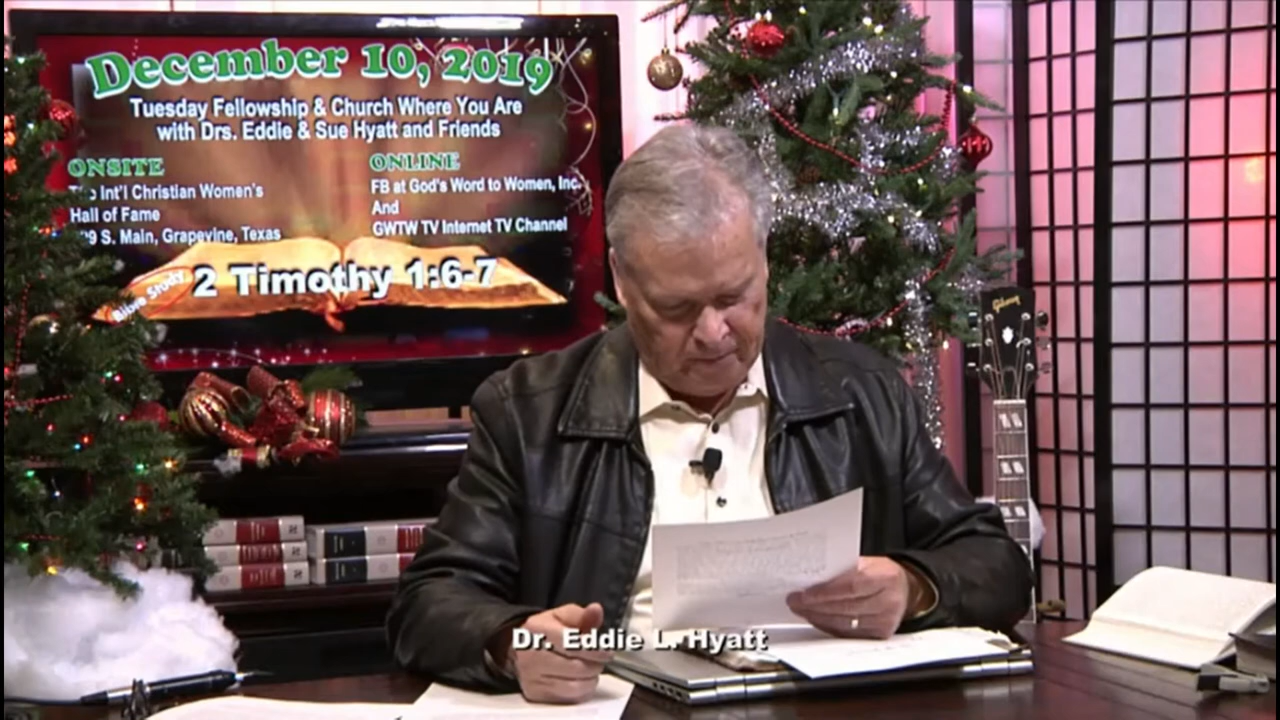 December 10, 2019
Tuesday Fellowship & Church Where You Are
with Drs. Eddie & Sue Hyatt and Friends
ONSITE
Int'l Christian Women's
Hall of Fame
S. Main, Grapevine, Texas
ONLINE
FB at God's Word to Women, Inc.
And
GWTW TV Internet TV Channel
Bible Study
2 Timothy 1:6-7
Gibson
Dr. Eddie L. Hyatt